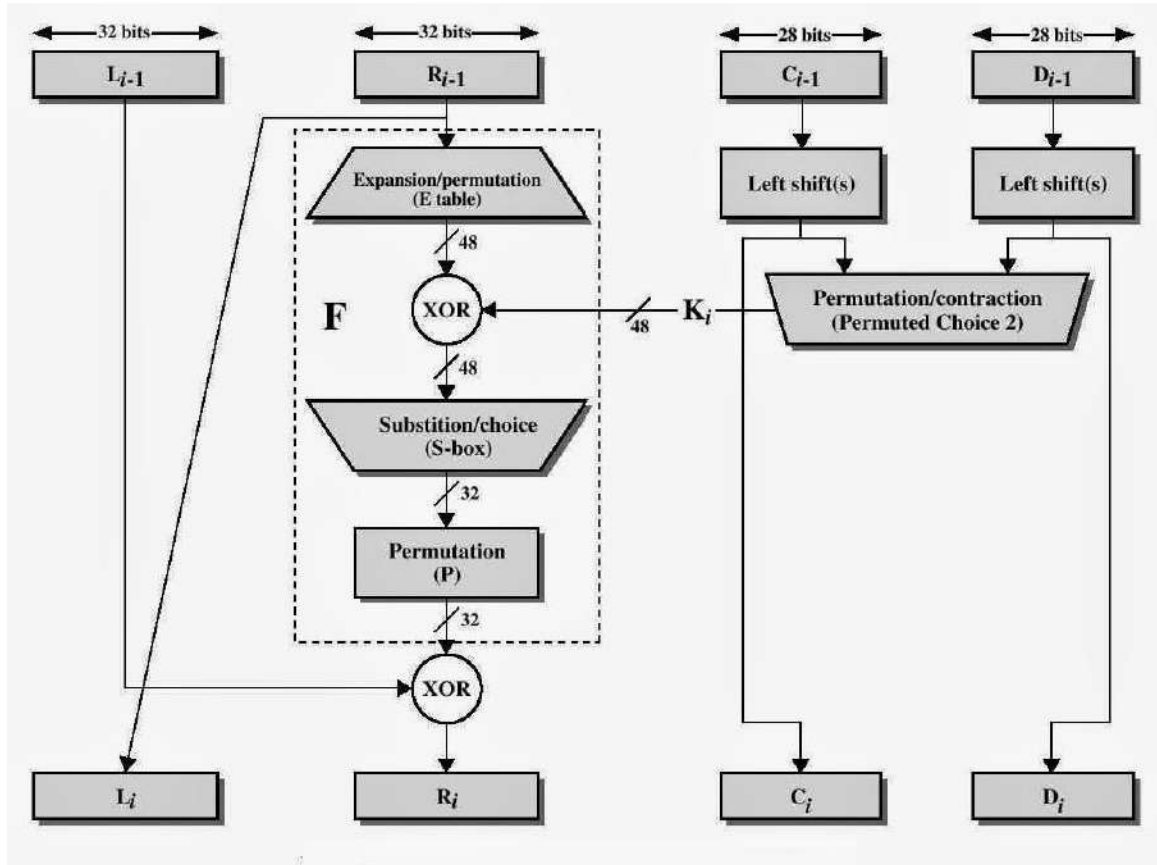 32 bits
32 bits
28 bits
28 bits
Li-1
Ri-1
Ci-1
Di-1
Expansion/permutation
(E table)
Left shift(s)
Left shift(s)
48
F
XOR
48
Ki
Permutation/contraction
(Permuted Choice 2)
48
Substition/choice
(S-box)
32
Permutation
(P)
32
XOR
Li
Ri
Ci
Di